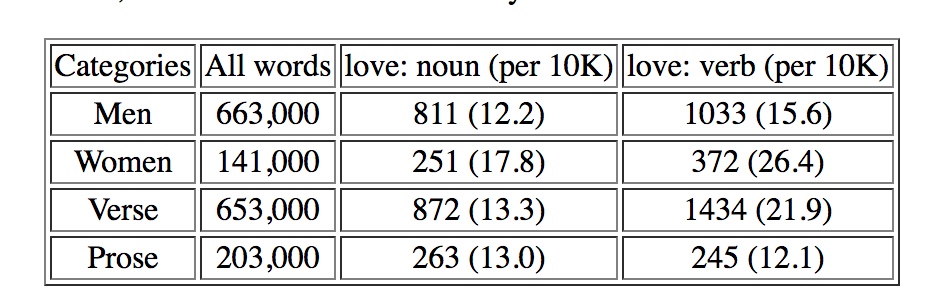 Categories All words love: noun (per 10K) love: verb (per 10K)
Men 663,000 811 (12.2) 1033 (15.6)
Women 141,000 251 (17.8) 372 (26.4)
Verse 653,000 872 (13.3) 1434 (21.9)
Prose 203,000 263 (13.0) 245 (12.1)